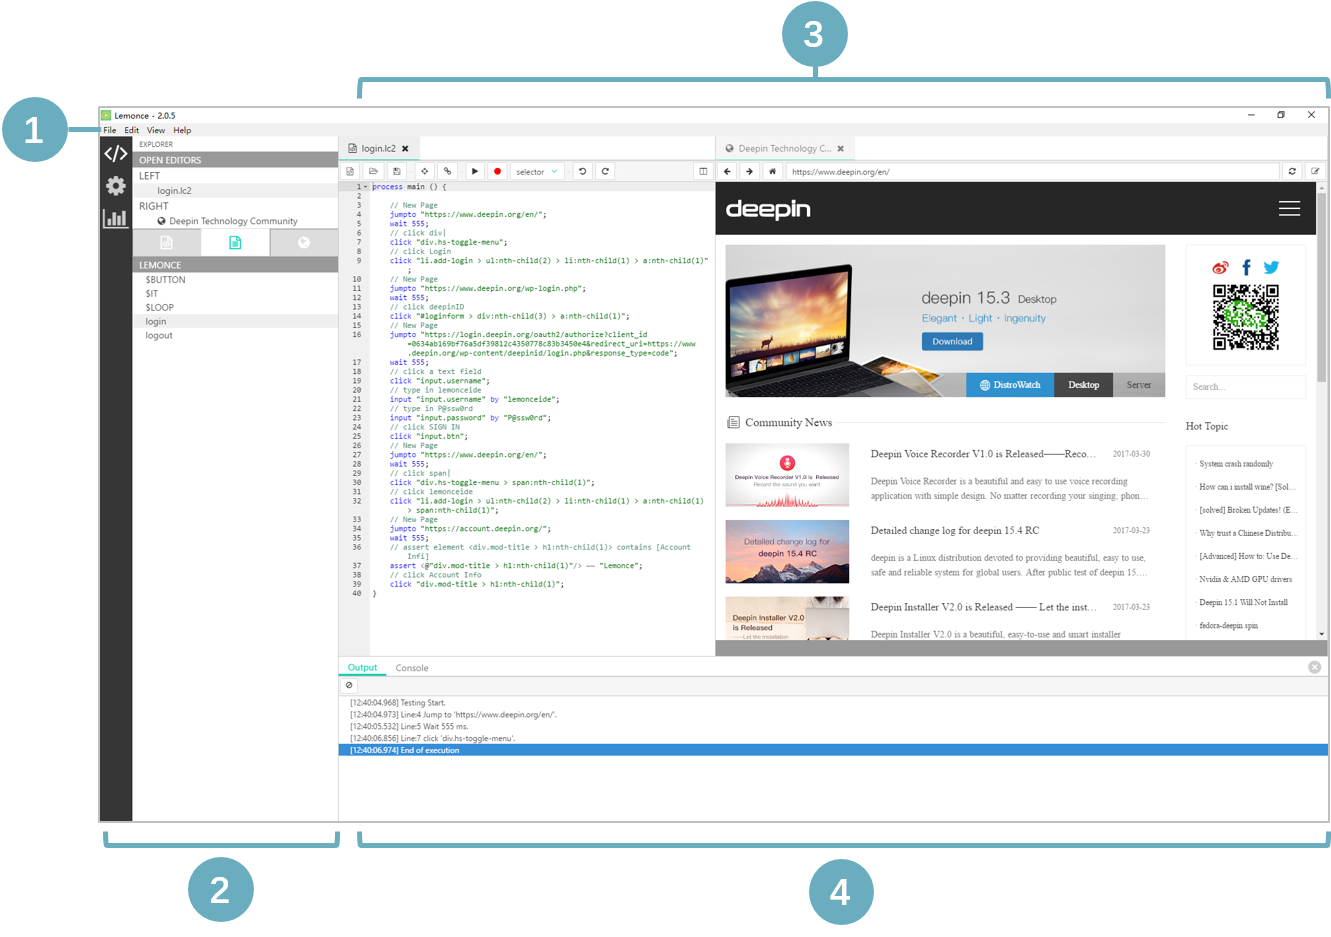 3
1
Lemonce - 2.0.5
File Edit View Help
EXPLORER
OPEN EDITORS
LEFT
login.lc2
RIGHT
Deepin Technology Community
LEMONCE
$BUTTON
$IT
$LOOP
login
logout
login.lc2
selector
1 process main () {
2
3 // New Page
4 jumpto "https://www.deepin.org/en/";
5 wait 555;
6 // click div|
7 click "div.hs-toggle-menu";
8 // click Login
9 click "li.add-login > ul:nth-child(2) > li:nth-child(1) > a:nth-child(1)"
;
10 // New Page
11 jumpto "https://www.deepin.org/wp-login.php";
12 wait 555;
13 // click deepinID
14 click "#loginform > div:nth-child(3) > a:nth-child(1)";
15 // New Page
16 jumpto "https://login.deepin.org/oauth2/authorize?client_id
=0634ab169bf76a5df39812c4350778c83b3450e4&redirect_uri=https://www
.deepin.org/wp-content/deepinid/login.php&response_type=code";
17 wait 555;
18 // click a text field
19 click "input.username";
20 // type in lemonceide
21 input "input.username" by "lemonceide";
22 // type in P@ssw0rd
23 input "input.password" by "P@ssw0rd";
24 // click SIGN IN
25 click "input.btn";
26 // New Page
27 jumpto "https://www.deepin.org/en/";
28 wait 555;
29 // click span|
30 click "div.hs-toggle-menu > span:nth-child(1)";
31 // click lemonceide
32 click "li.add-login > ul:nth-child(2) > li:nth-child(1) > a:nth-child(1)
> span:nth-child(1)";
33 // New Page
34 jumpto "https://account.deepin.org/";
35 wait 555;
36 // assert element <div.mod-title > h1:nth-child(1)> contains [Account
Infi]
37 assert <@"div.mod-title > h1:nth-child(1)"/> ~~ "Lemonce";
38 // click Account Info
39 click "div.mod-title > h1:nth-child(1)";
40 }
Deepin Technology C...
https://www.deepin.org/en/
deepin
deepin 15.3 Desktop
Elegant · Light · Ingenuity
Download
DistroWatch Desktop Server
Search...
Community News
Deepin Voice Recorder V1.0 is Released
Record the sound you want
Deepin Voice Recorder V1.0 is Released——Reco... 2017-03-30
Deepin Voice Recorder is a beautiful and easy to use voice recording
application with simple design. No matter recording your singing, phon...
Detailed change log for
deepin 15.4 RC
Detailed change log for deepin 15.4 RC 2017-03-23
deepin is a Linux distribution devoted to providing beautiful, easy to use,
safe and reliable system for global users. After public test of deepin 15....
Deepin Installer V2.0
is Released
——Let the installation
Deepin Installer V2.0 is Released —— Let the inst... 2017-03-23
Deepin Installer V2.0 is a beautiful, easy-to-use and smart installer
Hot Topic
· System crash randomly
· How can i install wine? [Sol...
· [solved] Broken Updates! (E...
· Why trust a Chinese Distribu...
· [Advanced] How to: Use De...
· Nvidia & AMD GPU drivers
· Deepin 15.1 Will Not Install
· fedora-deepin spin
Output Console
[12:40:04.968] Testing Start.
[12:40:04.973] Line:4 Jump to 'https://www.deepin.org/en/'.
[12:40:05.532] Line:5 Wait 555 ms.
[12:40:06.856] Line:7 click 'div.hs-toggle-menu'.
[12:40:06.974] End of execution
2
4